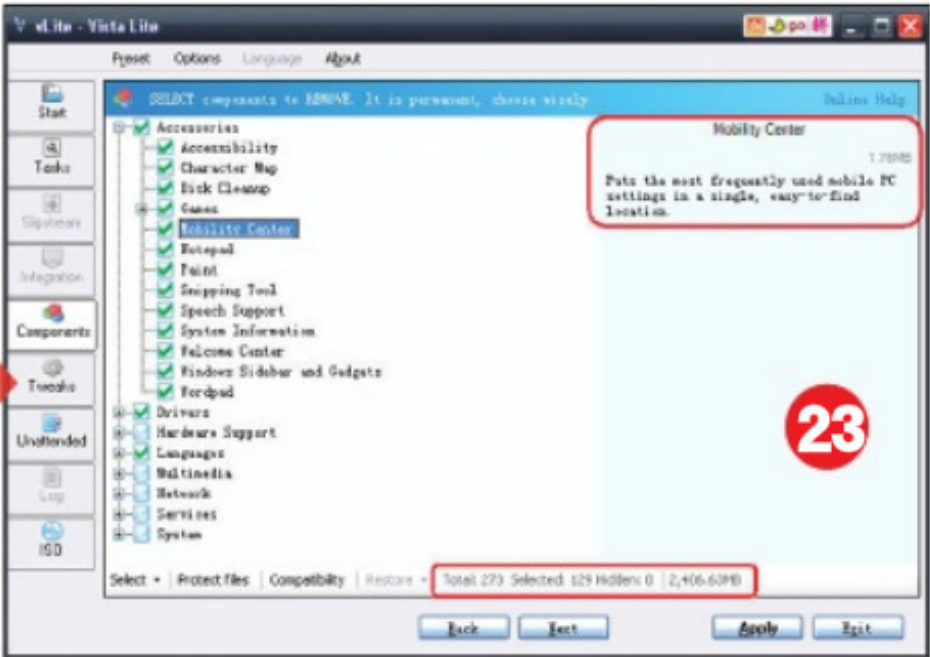 vLite - Vista Lite
go 拼
Preset Options Language About
Start
Tasks
Slipstream
Integration
Components
Tweaks
Unattended
Log
ISO
SELECT components to REMOVE. It is permanent, choose wisely.
Online Help
Accessories
Accessibility
Character Map
Disk Cleanup
Games
Mobility Center
Notepad
Paint
Snipping Tool
Speech Support
System Information
Welcome Center
Windows Sidebar and Gadgets
Wordpad
Drivers
Hardware Support
Languages
Multimedia
Network
Services
System
Mobility Center
1.76MB
Puts the most frequently used mobile PC
settings in a single, easy-to-find
location.
23
Select Protect files Compatibility Restore Total: 273 Selected: 129 Hidden: 0 2,406.63MB
Back Next Apply Exit